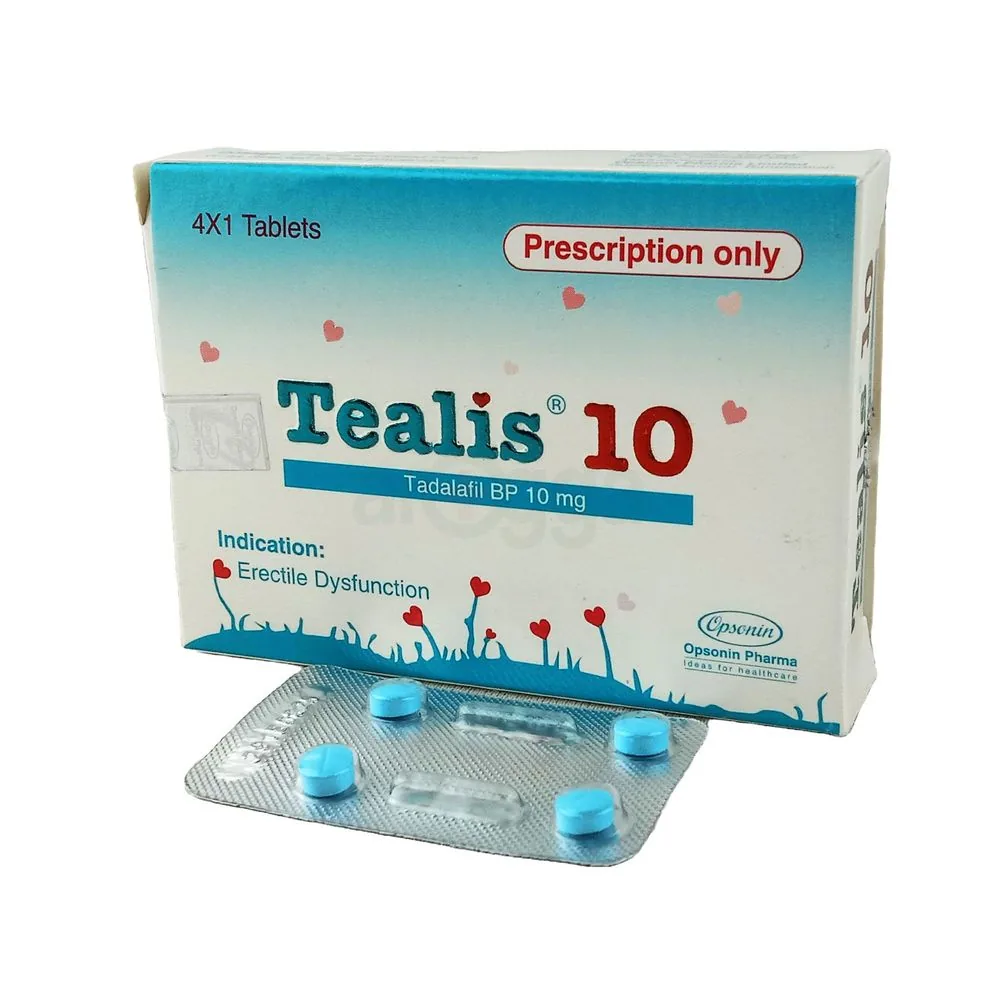 4X1 Tablets
Prescription only
Tealis® 10
Tadalafil BP 10 mg
arogga
Indication:
Erectile Dysfunction
Opsonin
Opsonin Pharma
Ideas for healthcare